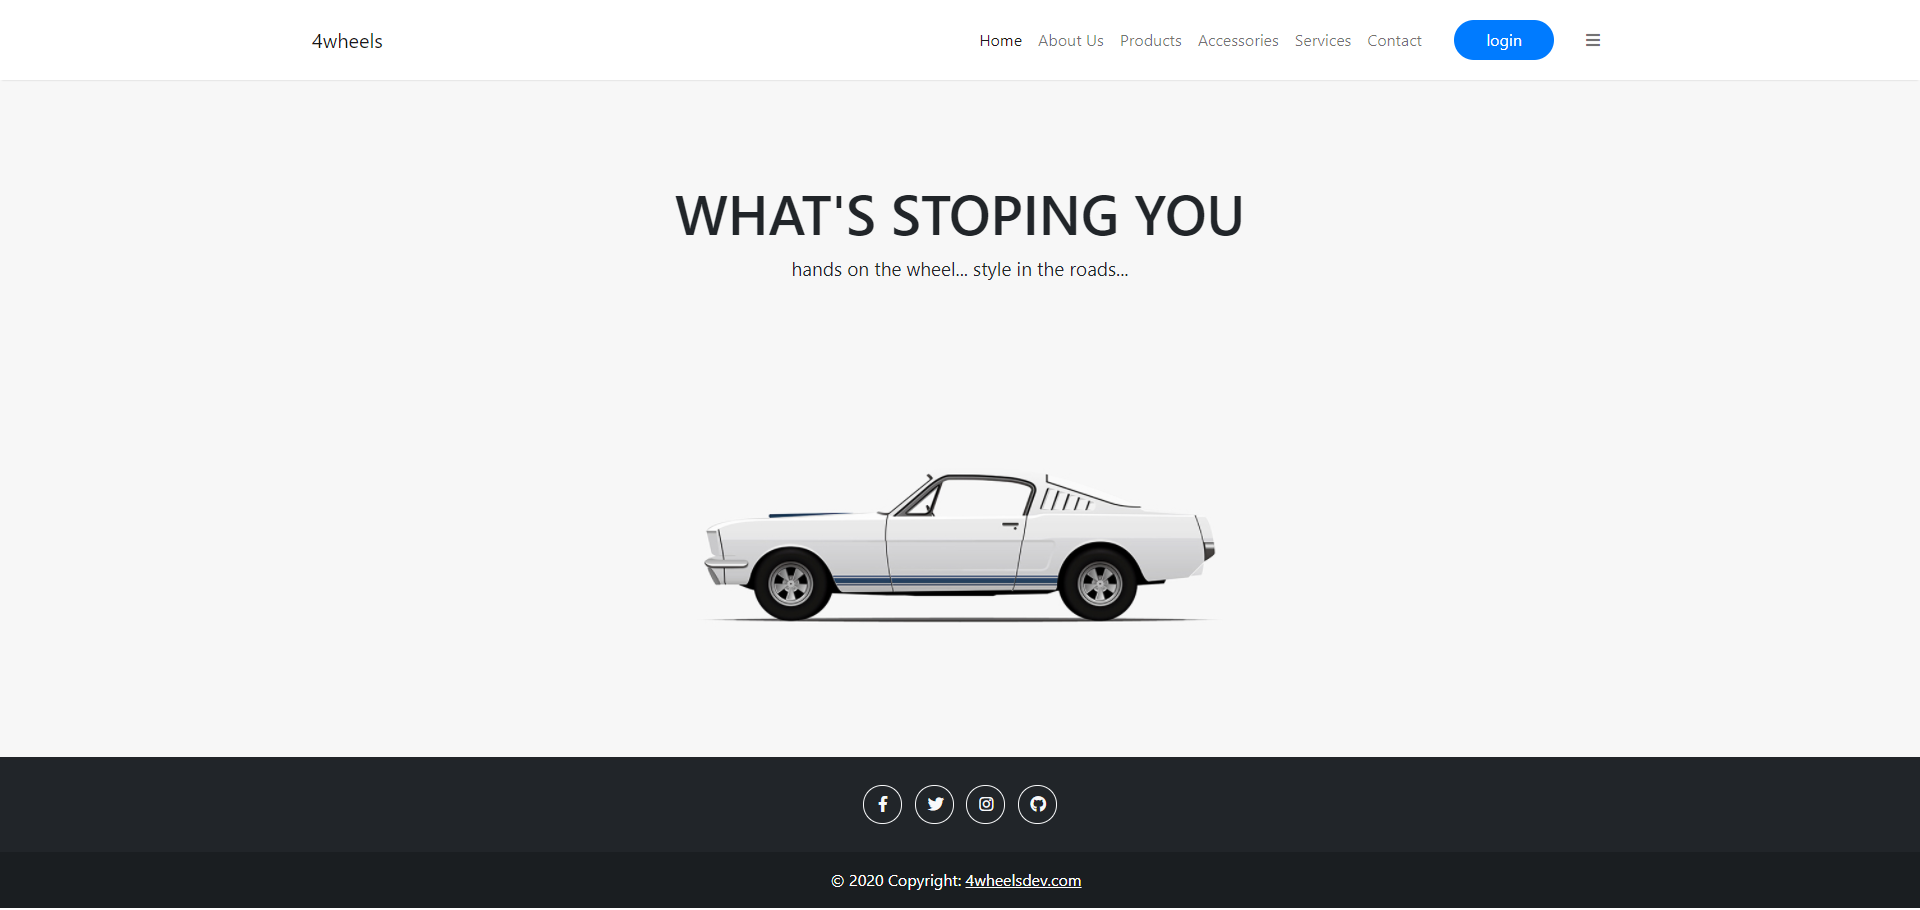 4wheels
Home About Us Products Accessories Services Contact login
WHAT'S STOPING YOU
hands on the wheel... style in the roads...
© 2020 Copyright: 4wheelsdev.com